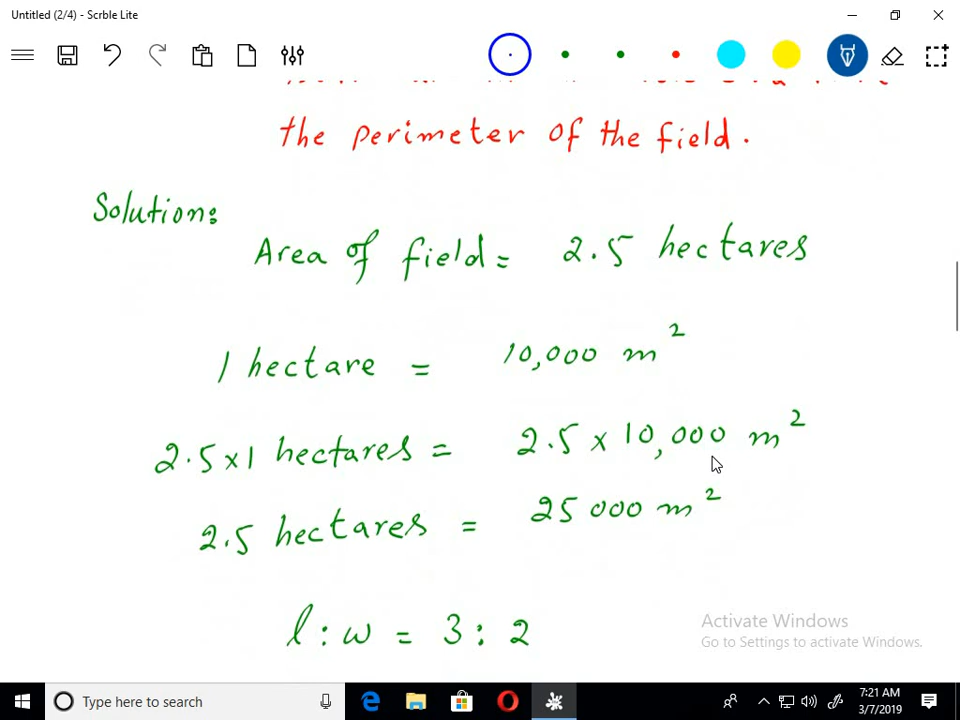 Untitled (2/4) - Scrble Lite
the perimeter of the field.
Solution:
Area of field = 2.5 hectares
1 hectare = 10,000 m²
2.5 x 1 hectares = 2.5 x 10,000 m²
2.5 hectares = 25 000 m²
l : w = 3 : 2
Activate Windows
Go to Settings to activate Windows.
Type here to search
7:21 AM
3/7/2019